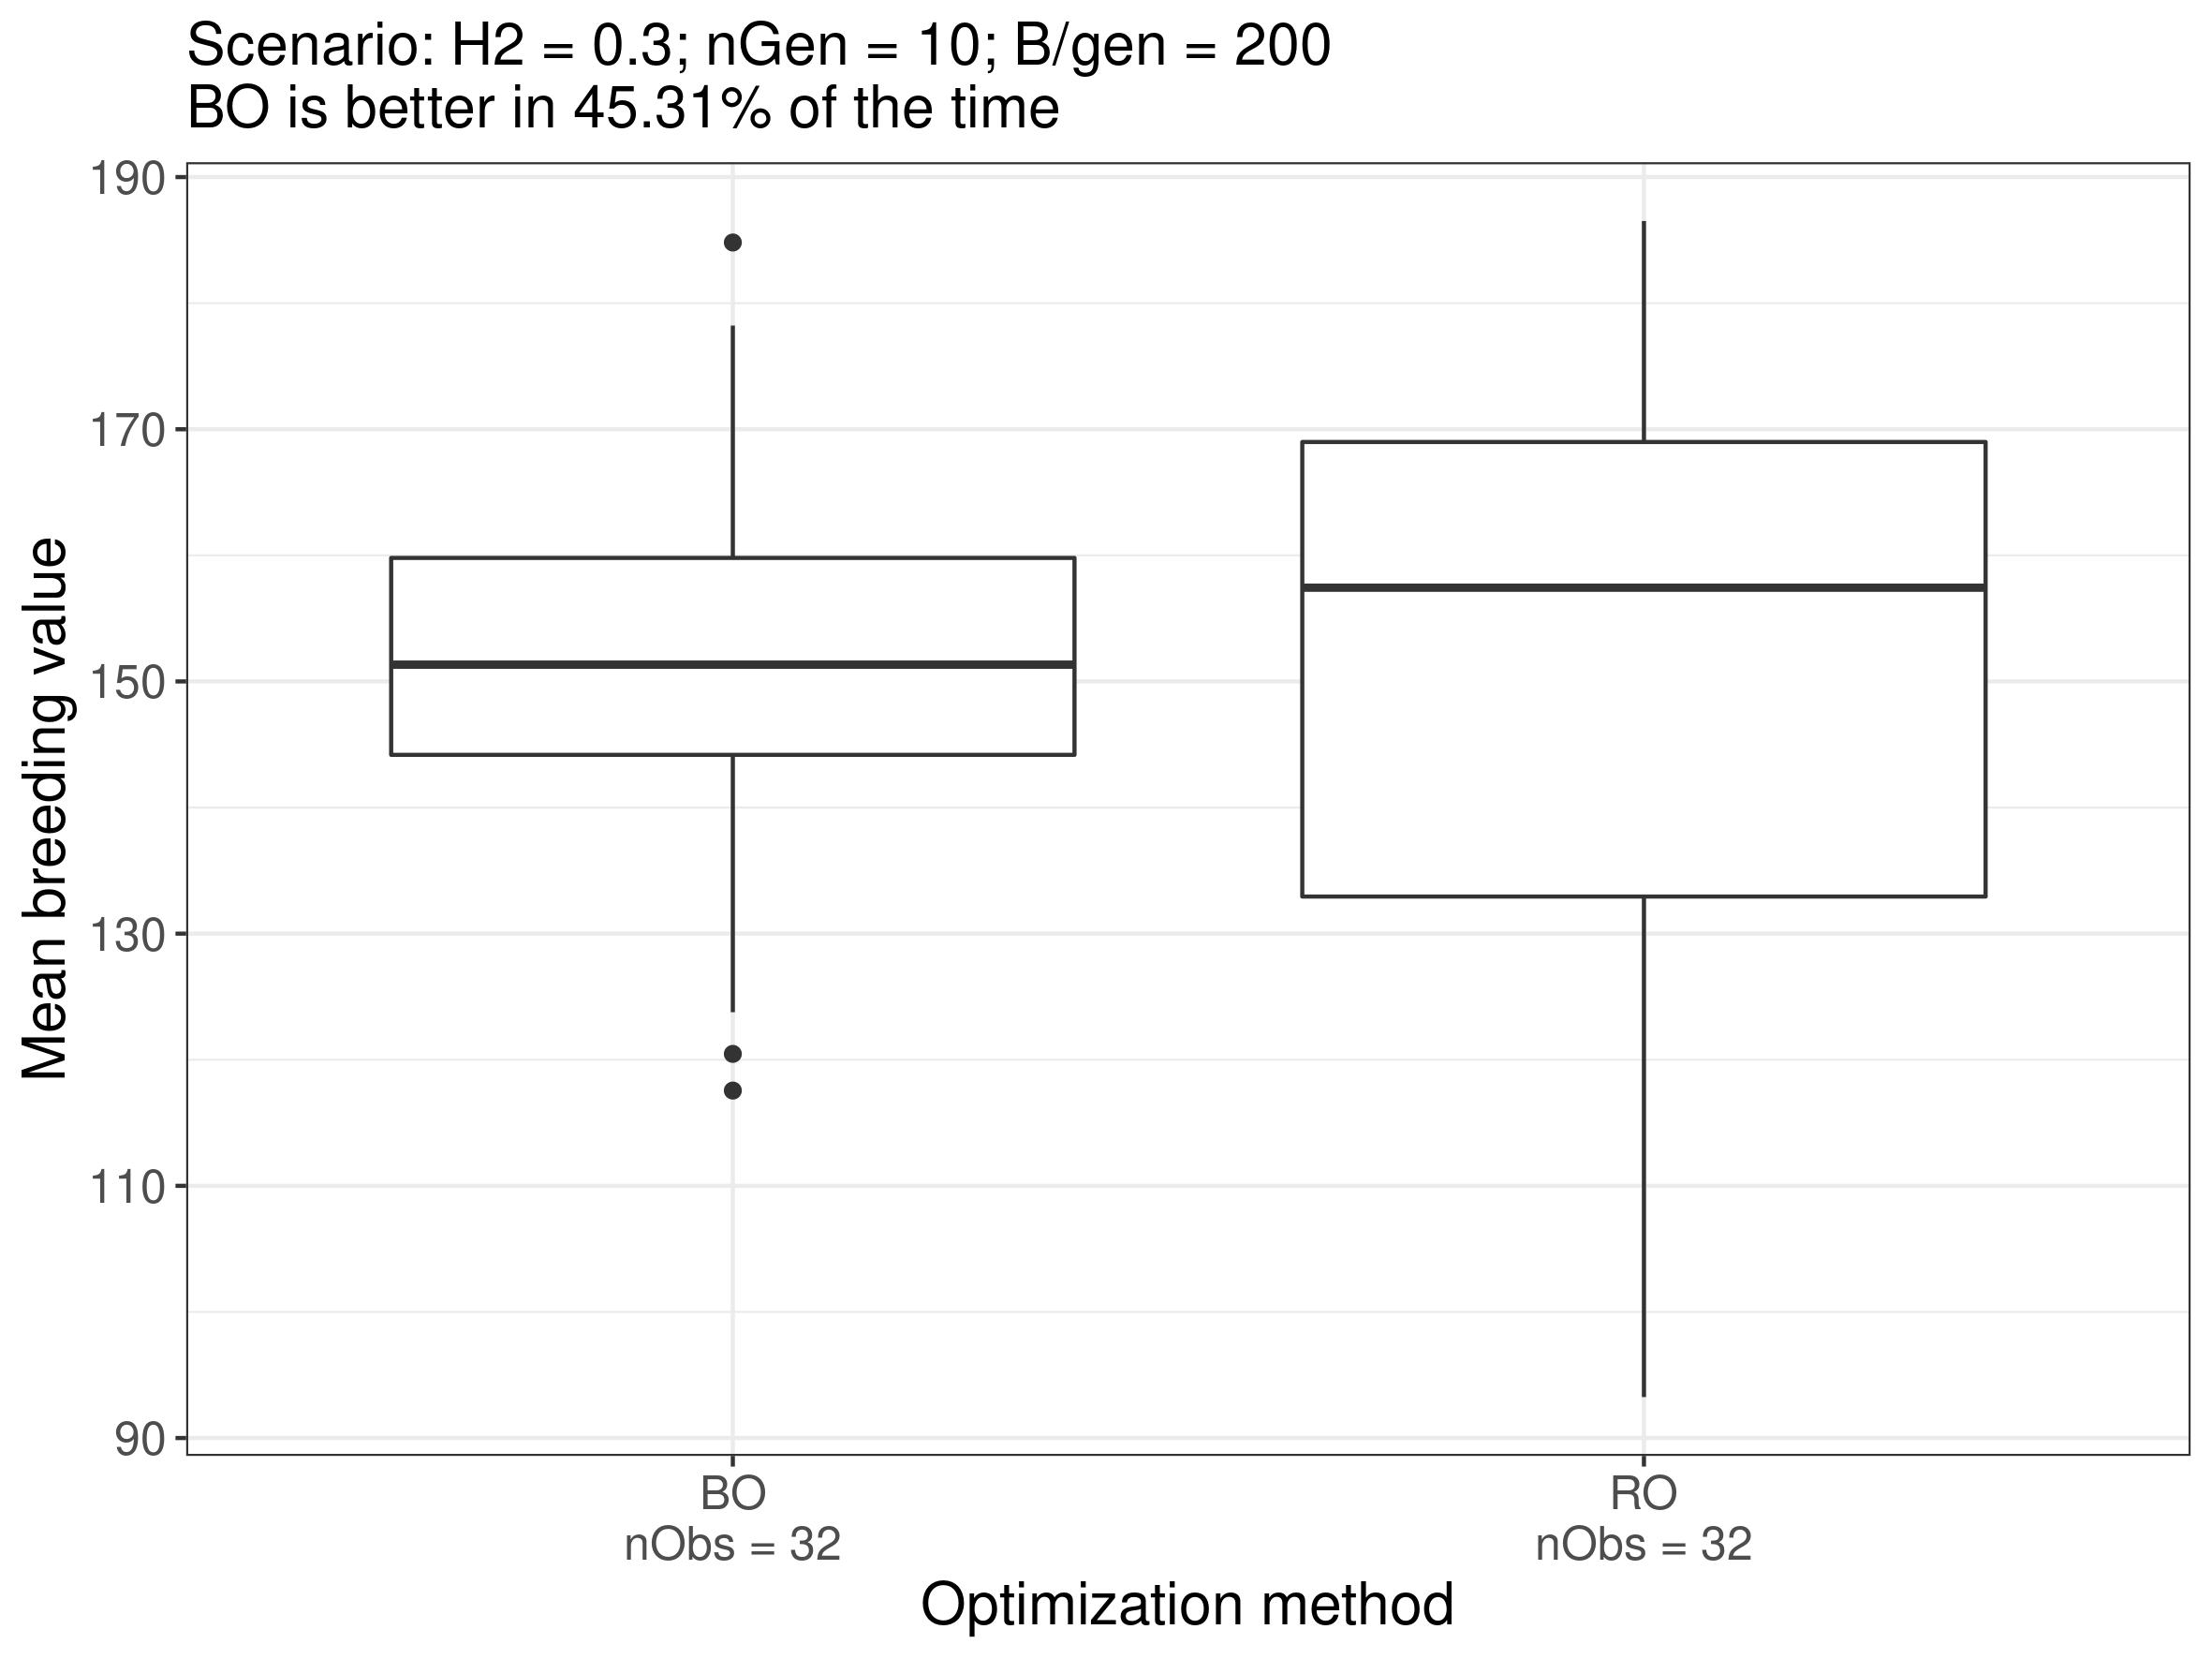 Scenario: H2 = 0.3; nGen = 10; B/gen = 200
BO is better in 45.31% of the time
190
170
150
130
110
90
Mean breeding value
BO
nObs = 32
RO
nObs = 32
Optimization method